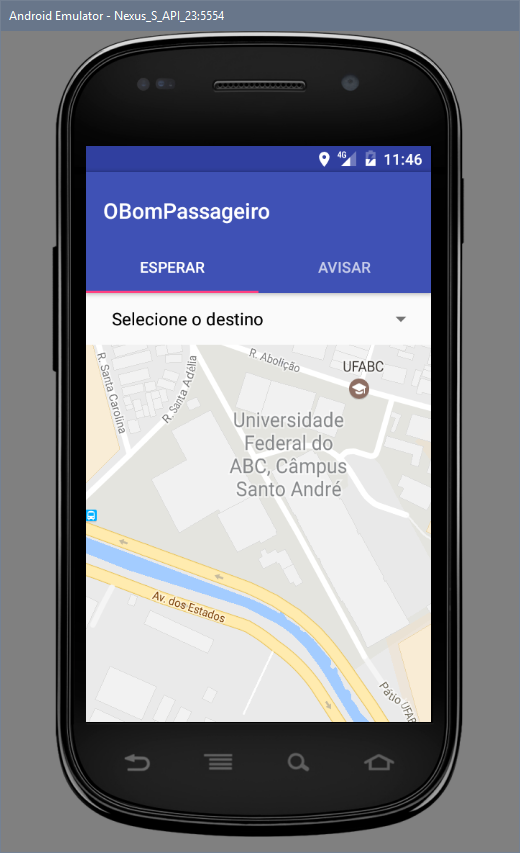 Android Emulator - Nexus_S_API_23:5554
4G 11:46
OBomPassageiro
ESPERAR AVISAR
Selecione o destino
R. Santa Carolina
R. Santa Adélia
R. Abolição
UFABC
Universidade
Federal do
ABC, Câmpus
Santo André
Av. dos Estados
Pátio UFAB